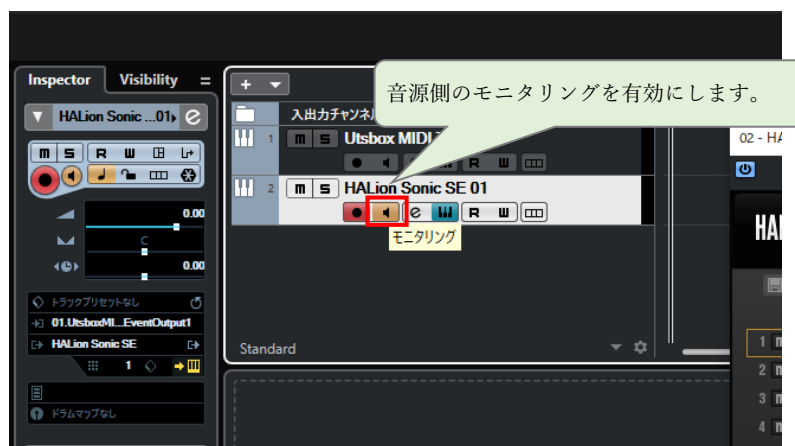 Inspector Visibility
音源側のモニタリングを有効にします。
HALion Sonic ...01
入出力チャンネル
m S R W
1 m S Utsbox MIDI
R W
02 - HA
2 m S HALion Sonic SE 01
e R W
モニタリング
0.00
C
0.00
HAL
トラックプリセットなし
01.UtsboxMI...EventOutput1
HALion Sonic SE
1
Standard
ドラムマップなし
1
2
3
4